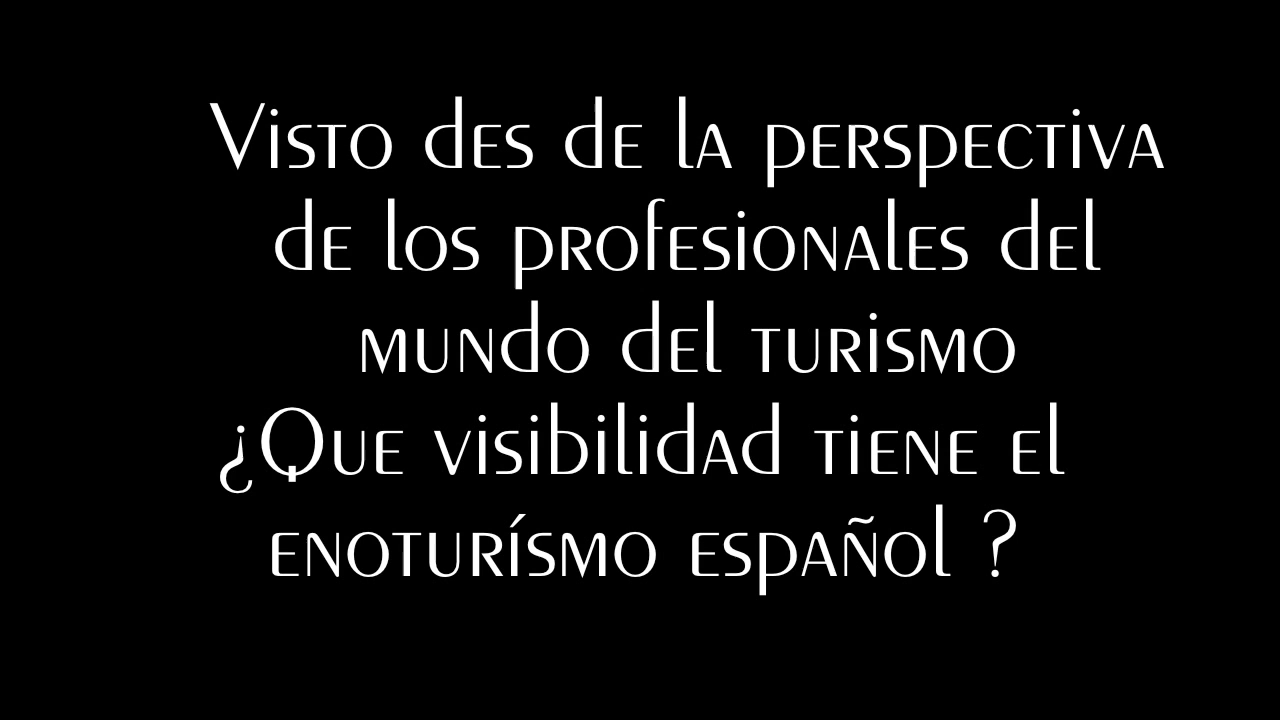 Visto des de la perspectiva
de los profesionales del
mundo del turismo
¿Que visibilidad tiene el
enoturísmo español ?